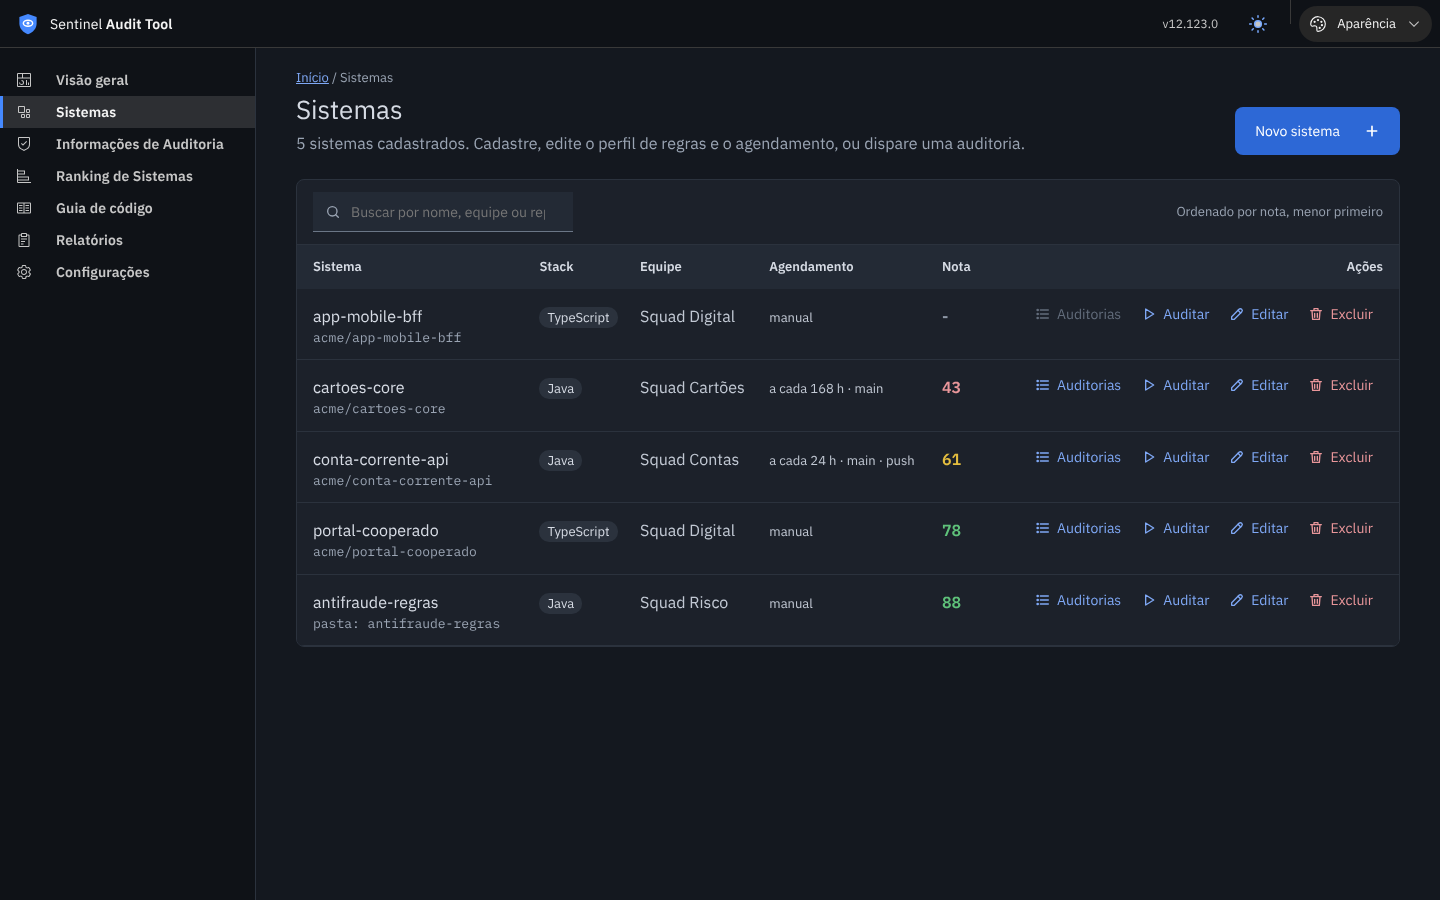 Sentinel Audit Tool
v12.123.0
Aparência
Visão geral
Sistemas
Informações de Auditoria
Ranking de Sistemas
Guia de código
Relatórios
Configurações
Início / Sistemas
Sistemas
5 sistemas cadastrados. Cadastre, edite o perfil de regras e o agendamento, ou dispare uma auditoria.
Novo sistema
Buscar por nome, equipe ou rep
Ordenado por nota, menor primeiro
Sistema Stack Equipe Agendamento Nota Ações
app-mobile-bff TypeScript Squad Digital manual - Auditorias Auditar Editar Excluir
acme/app-mobile-bff
cartoes-core Java Squad Cartões a cada 168 h · main 43 Auditorias Auditar Editar Excluir
acme/cartoes-core
conta-corrente-api Java Squad Contas a cada 24 h · main · push 61 Auditorias Auditar Editar Excluir
acme/conta-corrente-api
portal-cooperado TypeScript Squad Digital manual 78 Auditorias Auditar Editar Excluir
acme/portal-cooperado
antifraude-regras Java Squad Risco manual 88 Auditorias Auditar Editar Excluir
pasta: antifraude-regras